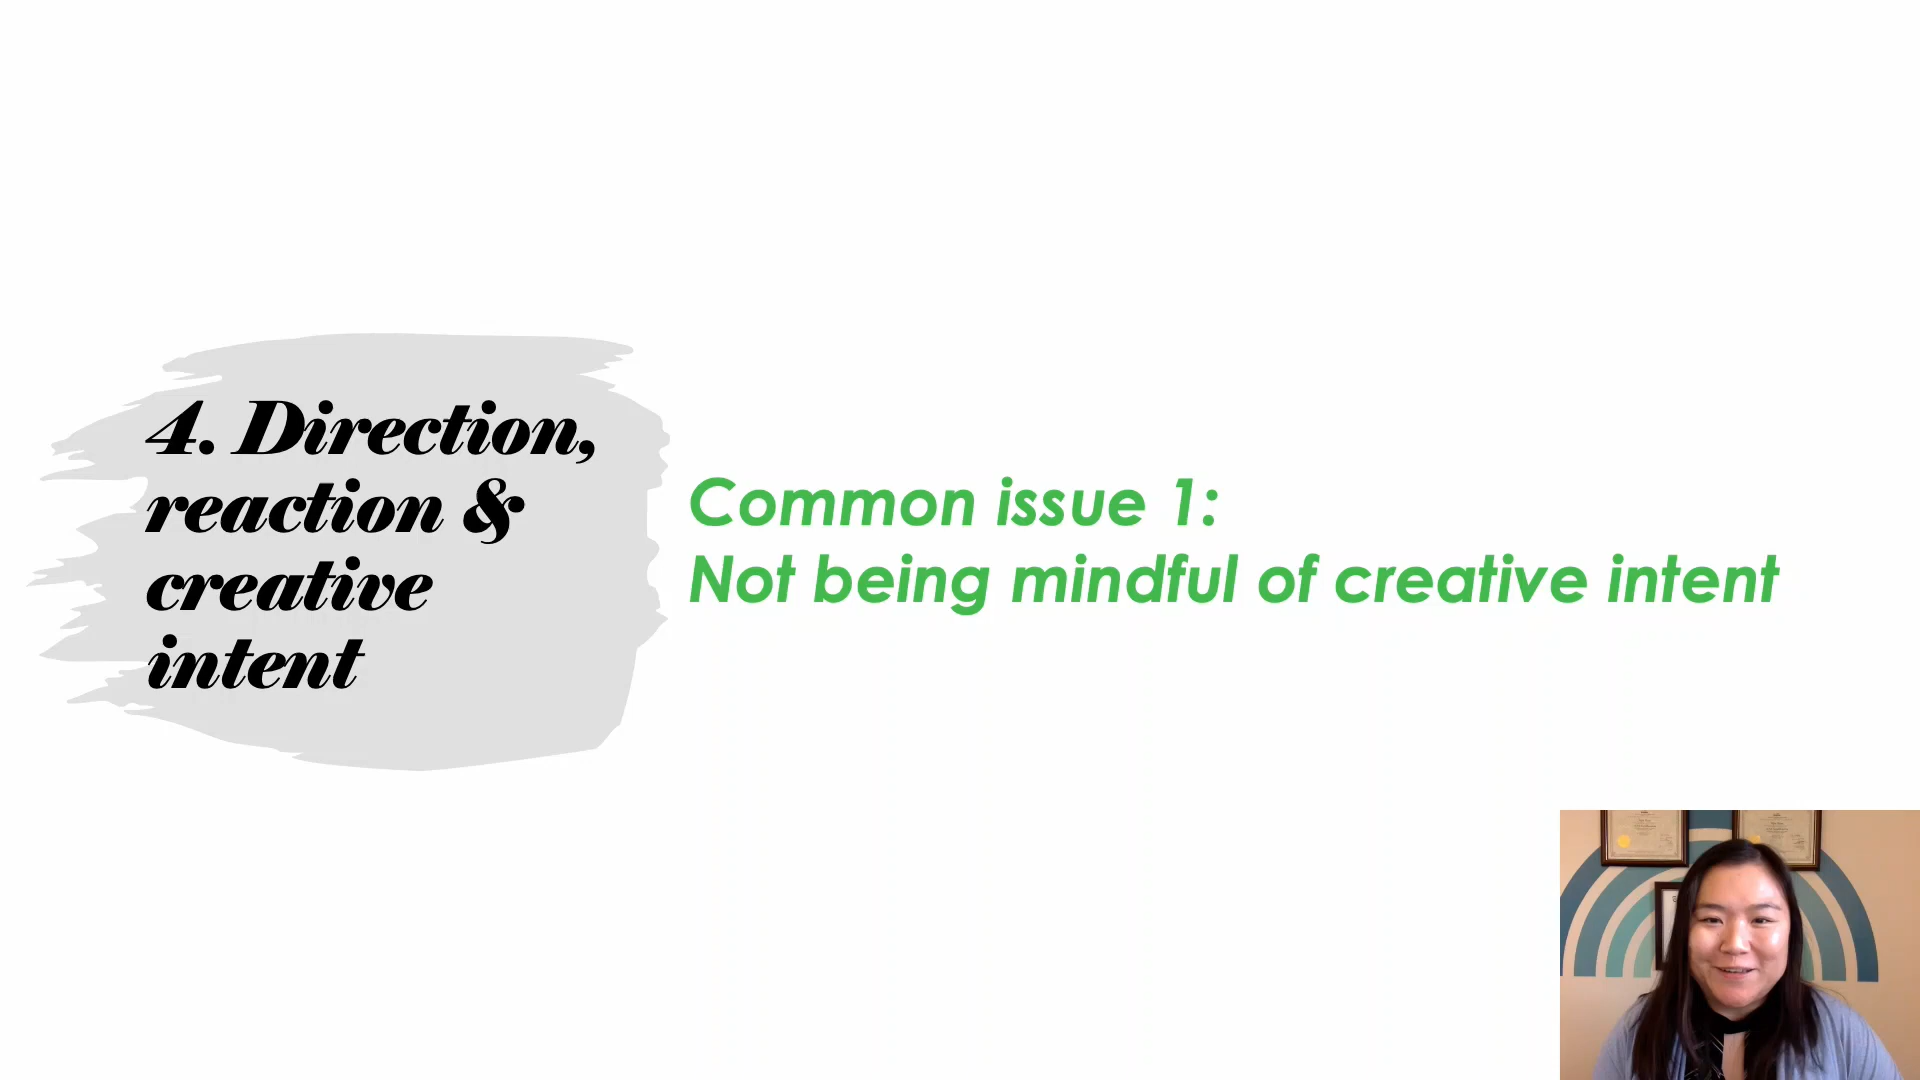 4. Direction,
reaction &
creative
intent
Common issue 1:
Not being mindful of creative intent